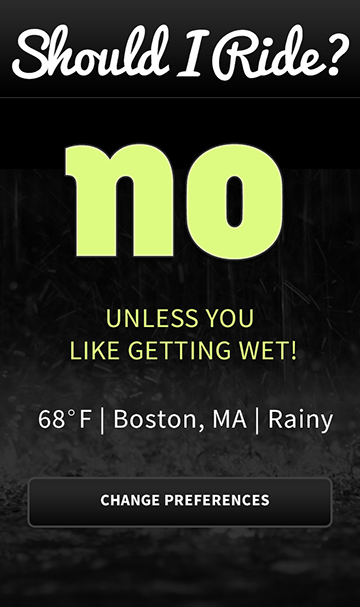 Should I Ride?
no
UNLESS YOU
LIKE GETTING WET!
68°F | Boston, MA | Rainy
CHANGE PREFERENCES